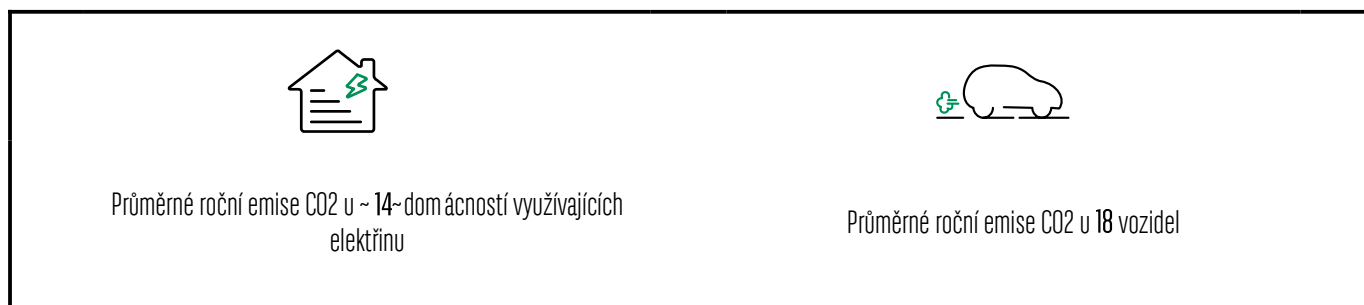 Průměrné roční emise CO2 u ~ 14~dom ácností využívajících
elektřinu
Průměrné roční emise CO2 u 18 vozidel